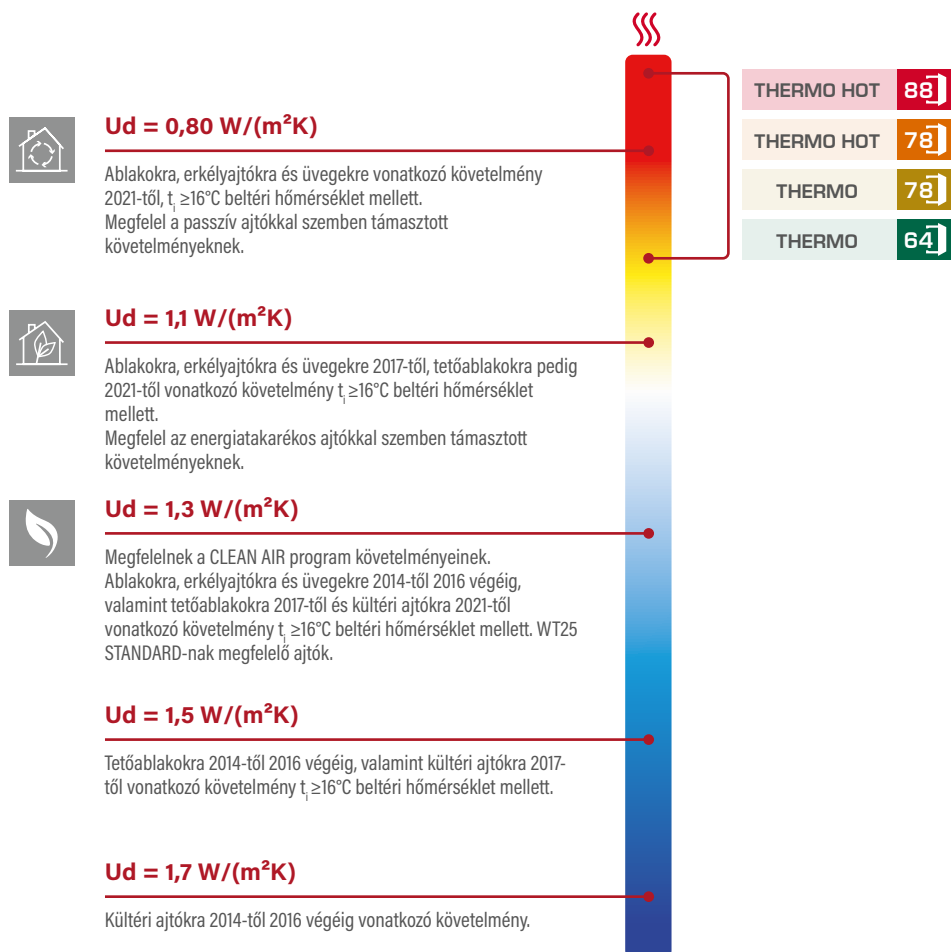 Ud = 0,80 W/(m²K)
Ablakokra, erkélyajtókra és üvegekre vonatkozó követelmény
2021-től, tᵢ ≥16°C beltéri hőmérséklet mellett.
Megfelel a passzív ajtókkal szemben támasztott
követelményeknek.
THERMO HOT 88
THERMO HOT 78
THERMO 78
THERMO 64
Ud = 1,1 W/(m²K)
Ablakokra, erkélyajtókra és üvegekre 2017-től, tetőablakokra pedig
2021-től vonatkozó követelmény tᵢ ≥16°C beltéri hőmérséklet
mellett.
Megfelel az energiatakarékos ajtókkal szemben támasztott
követelményeknek.
Ud = 1,3 W/(m²K)
Megfelelnek a CLEAN AIR program követelményeinek.
Ablakokra, erkélyajtókra és üvegekre 2014-től 2016 végéig,
valamint tetőablakokra 2017-től és kültéri ajtókra 2021-től
vonatkozó követelmény tᵢ ≥16°C beltéri hőmérséklet mellett. WT25
STANDARD-nak megfelelő ajtók.
Ud = 1,5 W/(m²K)
Tetőablakokra 2014-től 2016 végéig, valamint kültéri ajtókra 2017-
től vonatkozó követelmény tᵢ ≥16°C beltéri hőmérséklet mellett.
Ud = 1,7 W/(m²K)
Kültéri ajtókra 2014-től 2016 végéig vonatkozó követelmény.